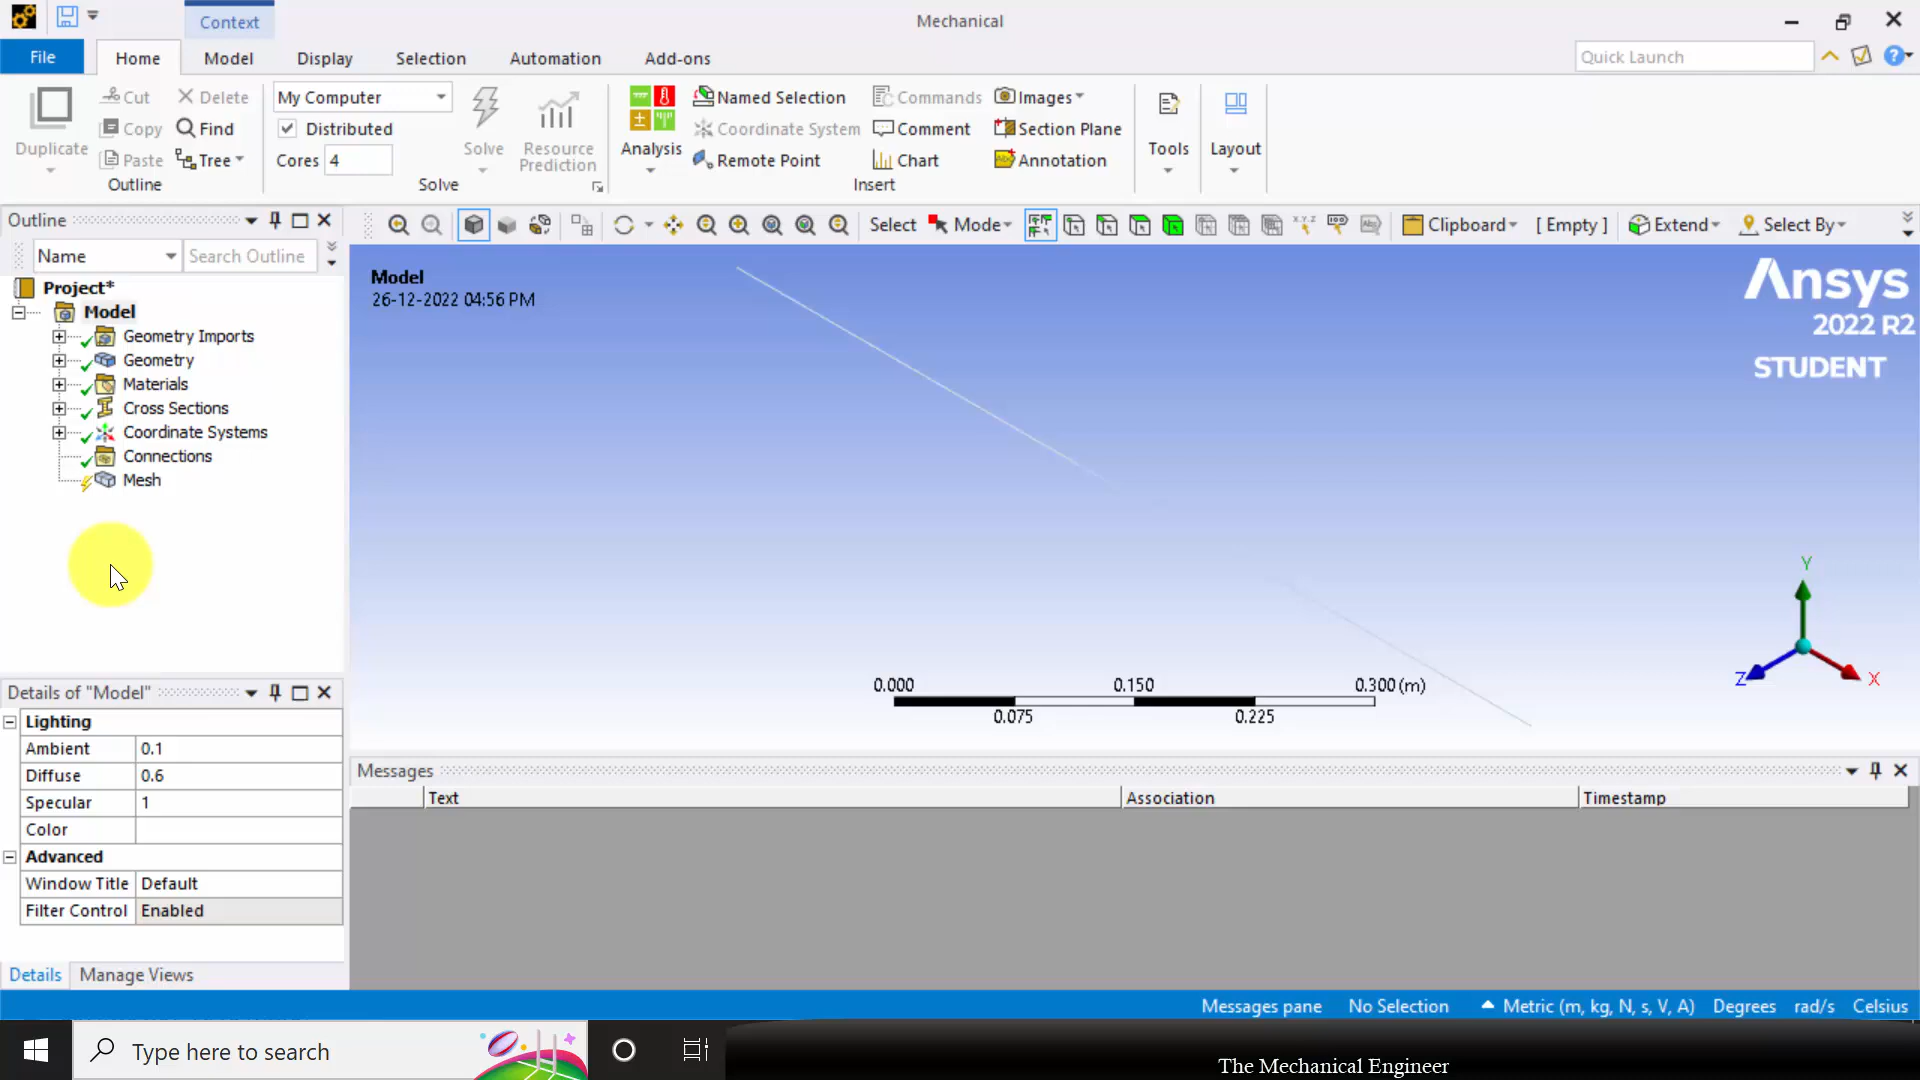 Context
Mechanical
File
Home
Model
Display
Selection
Automation
Add-ons
Quick Launch
Duplicate
Cut
Delete
Copy
Find
Paste
Tree
Outline
My Computer
Distributed
Cores 4
Solve
Resource
Prediction
Solve
Analysis
Named Selection
Commands
Images
Coordinate System
Comment
Section Plane
Remote Point
Chart
Annotation
Insert
Tools
Layout
Outline
Name
Search Outline
Select
Mode
Clipboard
[ Empty ]
Extend
Select By
Project*
Model
Geometry Imports
Geometry
Materials
Cross Sections
Coordinate Systems
Connections
Mesh
Model
26-12-2022 04:56 PM
Ansys
2022 R2
STUDENT
Y
Z
X
0.000
0.150
0.300 (m)
0.075
0.225
Details of "Model"
Lighting
Ambient 0.1
Diffuse 0.6
Specular 1
Color
Advanced
Window Title Default
Filter Control Enabled
Details
Manage Views
Messages
Text
Association
Timestamp
Messages pane
No Selection
Metric (m, kg, N, s, V, A)
Degrees
rad/s
Celsius
Type here to search
The Mechanical Engineer